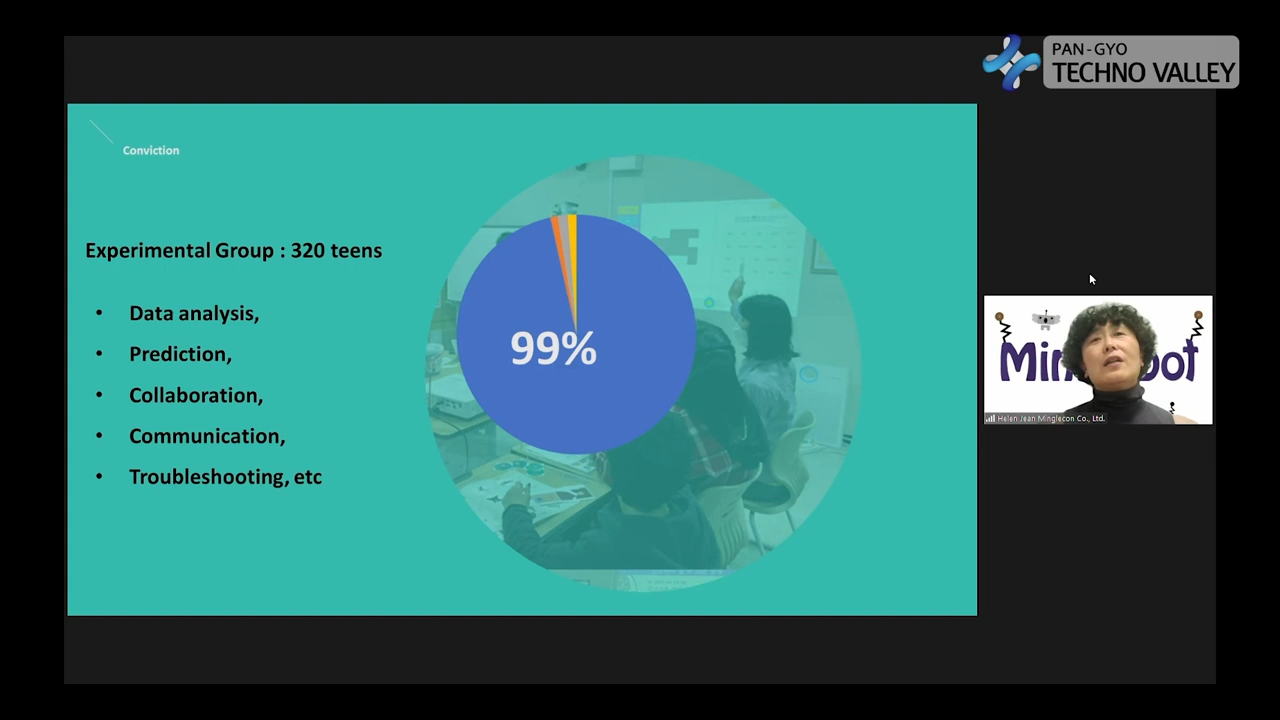 PAN-GYO
TECHNO VALLEY
Conviction
Experimental Group : 320 teens
• Data analysis,
• Prediction,
• Collaboration,
• Communication,
• Troubleshooting, etc
99%
Helen Jean Minglecon Co., Ltd.